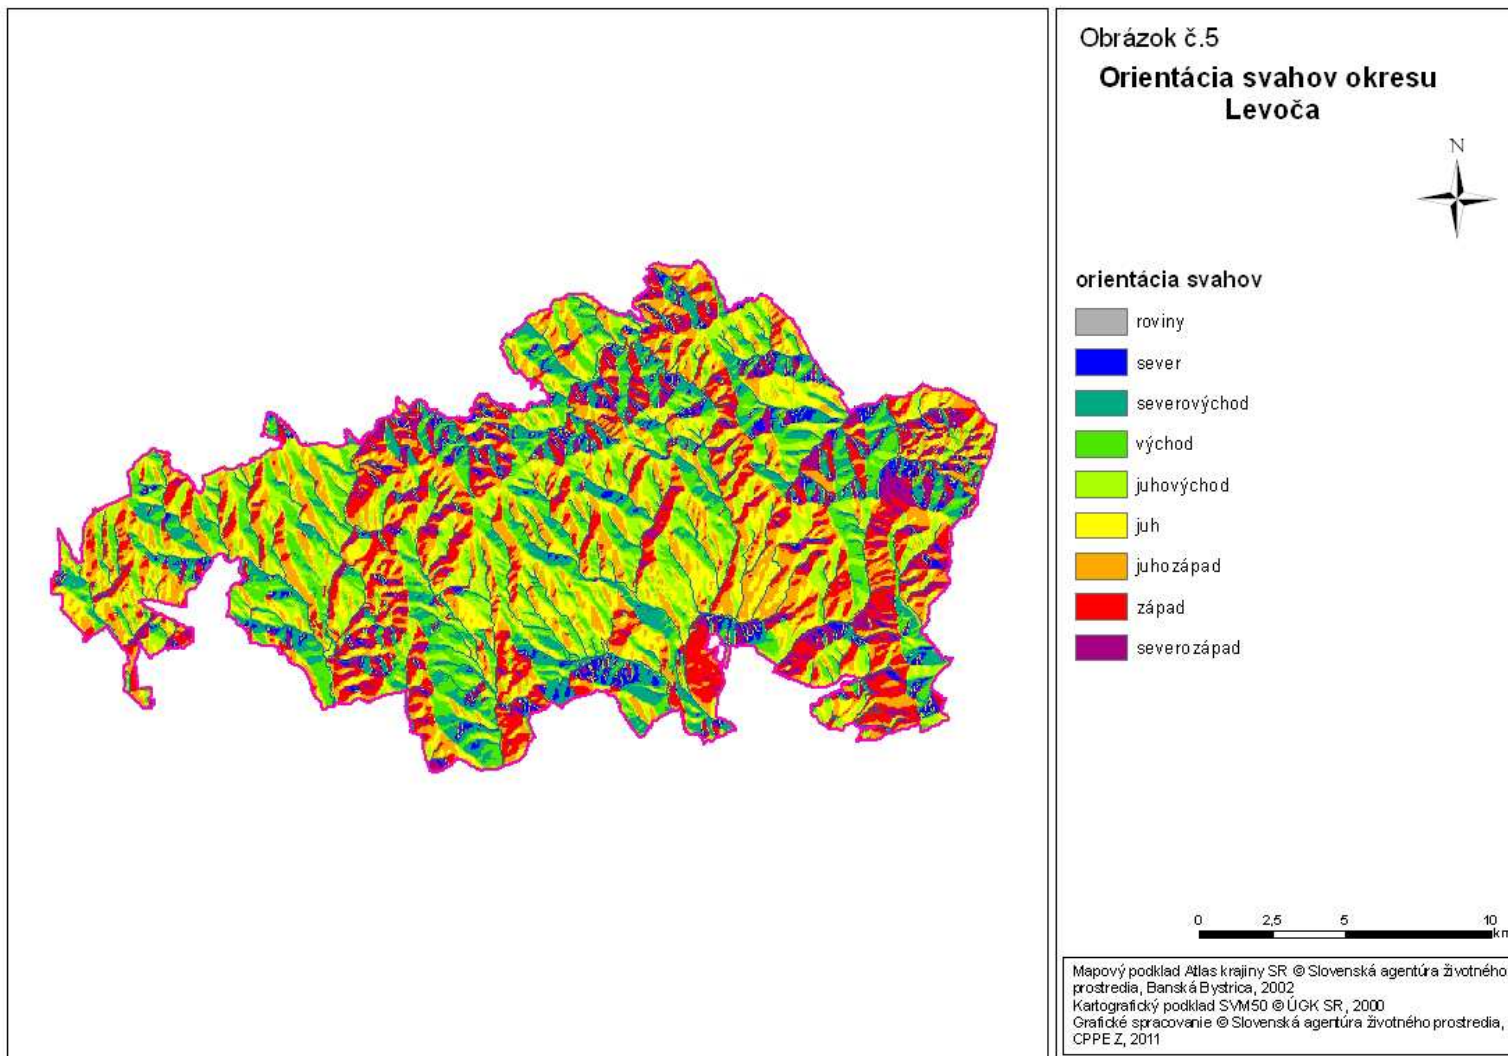 Obrázok č.5
Orientácia svahov okresu
Levoča
N
orientácia svahov
roviny
sever
severovýchod
východ
juhovýchod
juh
juhozápad
západ
severozápad
0 2,5 5 10
km
Mapový podklad Atlas krajiny SR © Slovenská agentúra životného
prostredia, Banská Bystrica, 2002
Kartografický podklad SVM50 © ÚGK SR, 2000
Grafické spracovanie © Slovenská agentúra životného prostredia,
CPPE Z, 2011